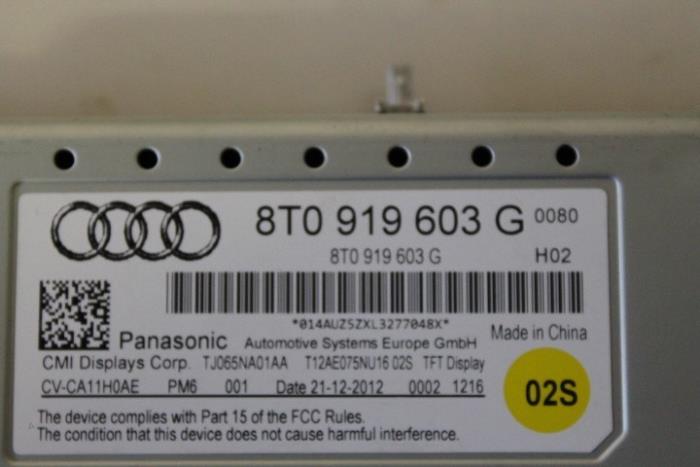 8T0 919 603 G 0080
8T0 919 603 G H02
*014AUZSZXL3277048X*
Panasonic Automotive Systems Europe GmbH Made in China
CMI Displays Corp. TJ065NA01AA T12AE075NU16 02S TFT Display
CV-CA11H0AE PM6 001 Date 21-12-2012 0002 1216
02S
The device complies with Part 15 of the FCC Rules.
The condition that this device does not cause harmful interference.